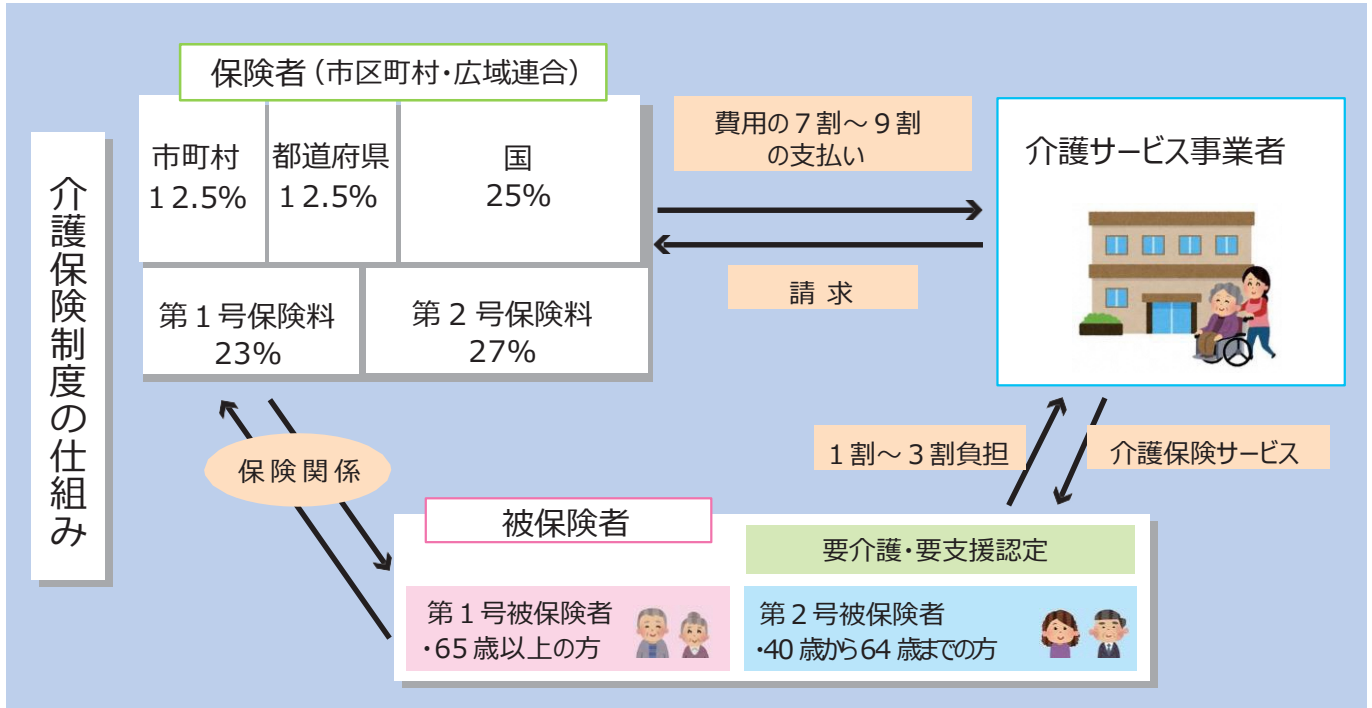 介護保険制度の仕組み
保険者（市区町村・広域連合）
市町村
１2.5%
都道府県
１2.5%
国
25%
第１号保険料
23%
第２号保険料
27%
費用の７割～９割
の支払い
請 求
介護サービス事業者
保険関係
１割～３割負担
介護保険サービス
被保険者
要介護・要支援認定
第１号被保険者
・65歳以上の方
第２号被保険者
・40歳から64歳までの方